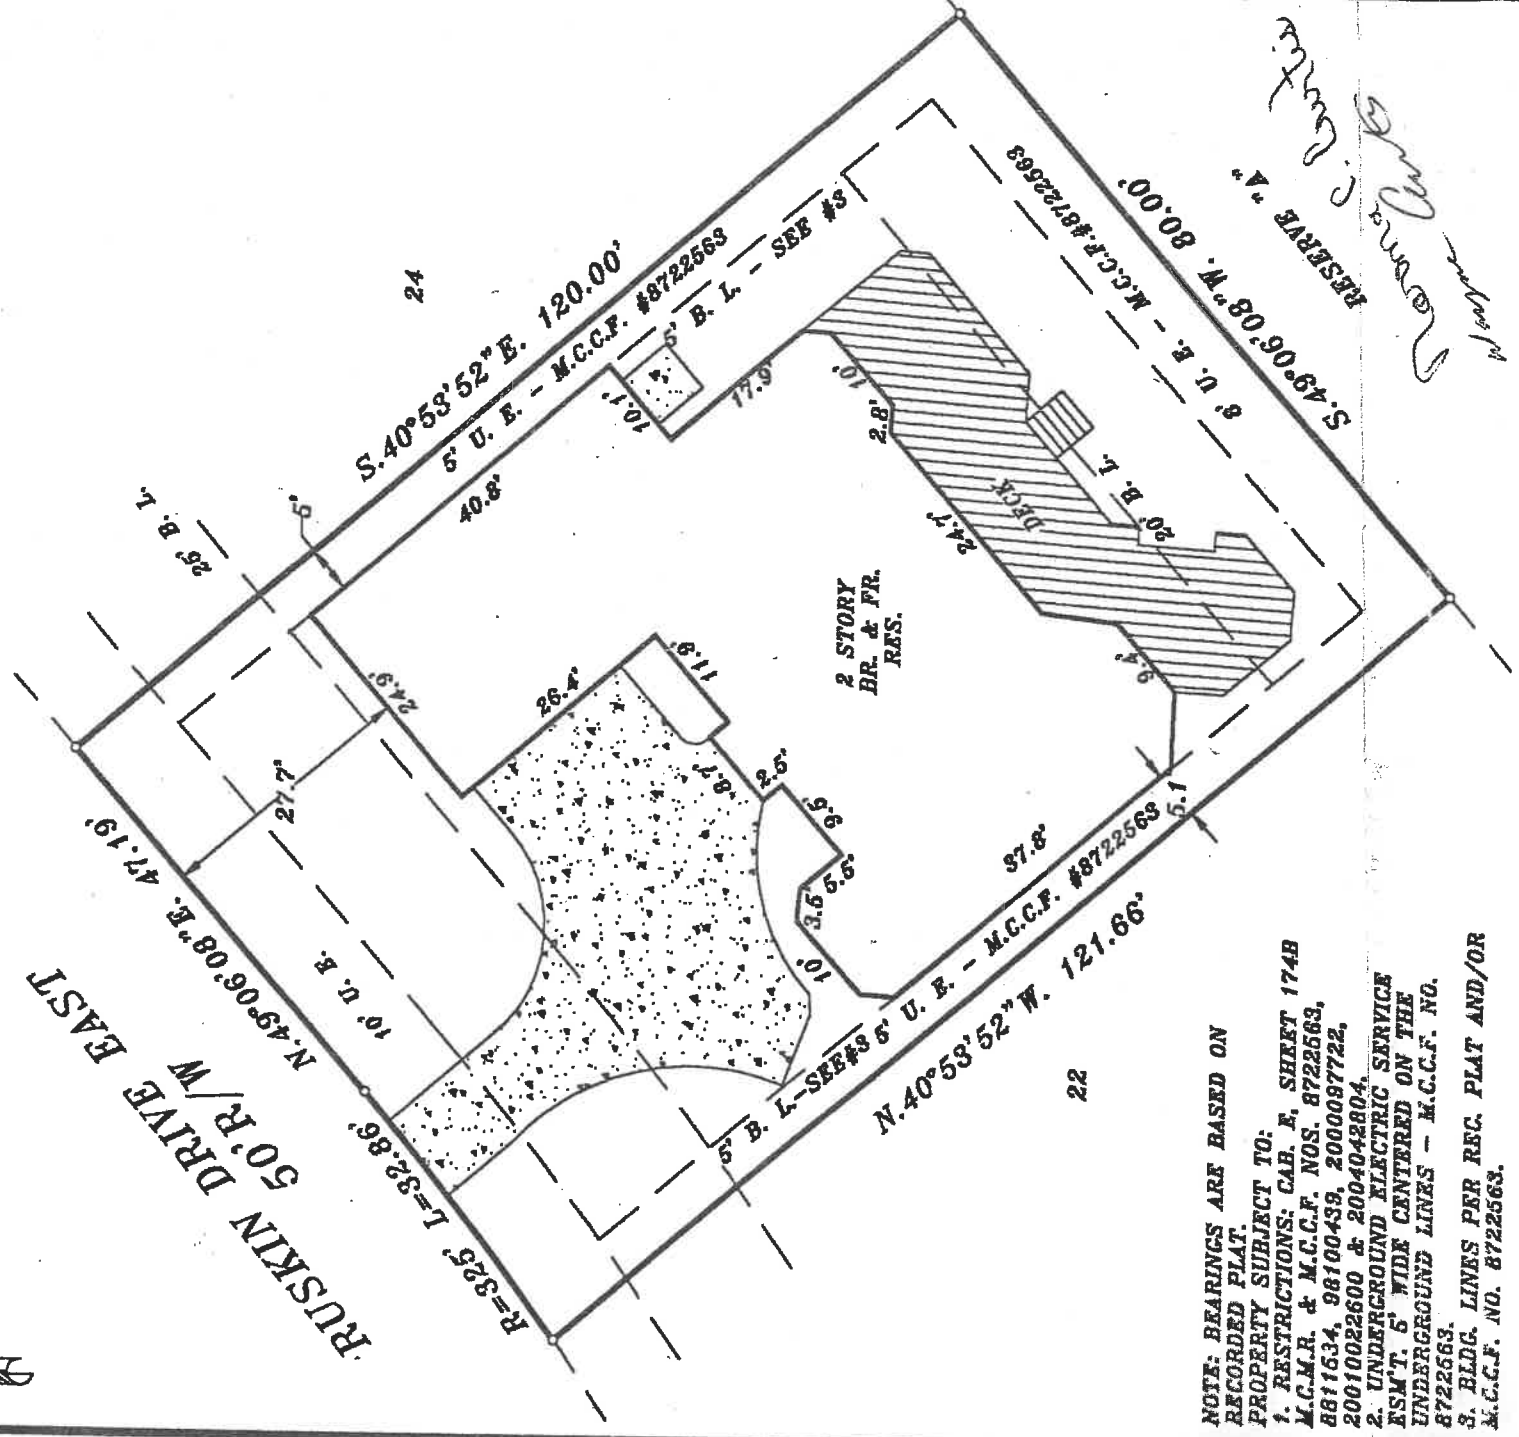 RUSKIN DRIVE EAST
50' R/W
N.49°06'08"E. 47.19'
R=325' L=32.86'
S.40°53'52"E. 120.00'
24
5' U. E. - M.C.C.F. #8722563
5' B. L. - SEE #3
25' B. L.
5'
27.7'
24.9'
10' U. E.
40.8'
10.1'
17.9'
10'
2.8'
24.7'
DECK
9.4'
20' B. L.
8' U. E. - M.C.C.F.#8722563
S.49°06'08"W. 80.00'
RESERVE "A"
26.4'
11.9'
8.7'
2.5'
9.5'
5.5'
3.5'
10'
37.8'
5.1
2 STORY
BR. & FR.
RES.
5' B. L.-SEE#3
5' U. E. - M.C.C.F. #8722563
N.40°53'52"W. 121.66'
22
NOTE: BEARINGS ARE BASED ON
RECORDED PLAT.
PROPERTY SUBJECT TO:
1. RESTRICTIONS: CAB. E, SHEET 174B
M.C.M.R. & M.C.C.F. NOS. 8722563,
8811534, 98100439, 2000097722,
20010022600 & 2004042804.
2. UNDERGROUND ELECTRIC SERVICE
ESM'T. 5' WIDE CENTERED ON THE
UNDERGROUND LINES - M.C.C.F. NO.
8722563.
3. BLDG. LINES PER REC. PLAT AND/OR
M.C.C.F. NO. 8722563.